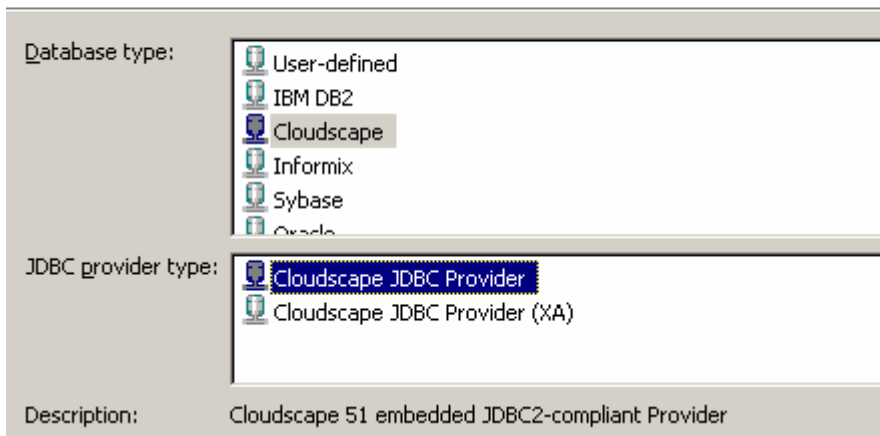 Database type:
User-defined
IBM DB2
Cloudscape
Informix
Sybase
Oracle
JDBC provider type:
Cloudscape JDBC Provider
Cloudscape JDBC Provider (XA)
Description: Cloudscape 51 embedded JDBC2-compliant Provider